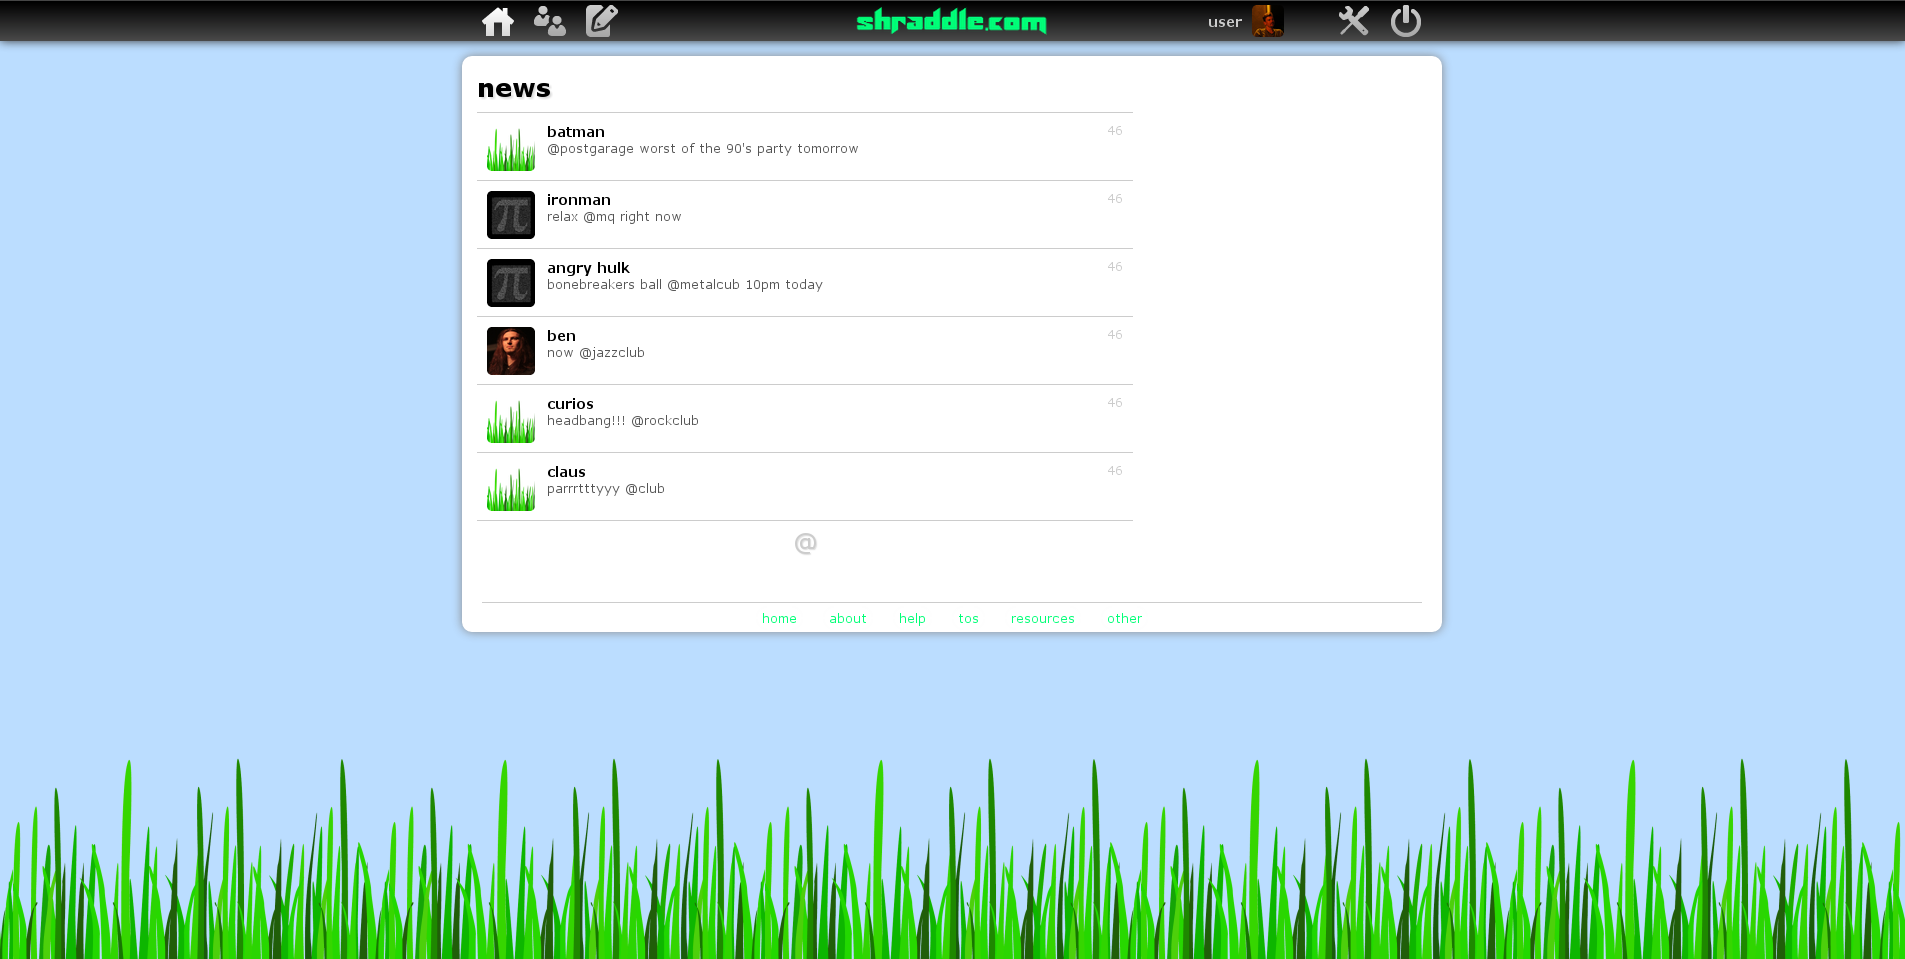 shraddle.com
user
news
batman
46
@postgarage worst of the 90's party tomorrow
ironman
46
relax @mq right now
angry hulk
46
bonebreakers ball @metalcub 10pm today
ben
46
now @jazzclub
curios
46
headbang!!! @rockclub
claus
46
parrrtttyyy @club
@
home about help tos resources other